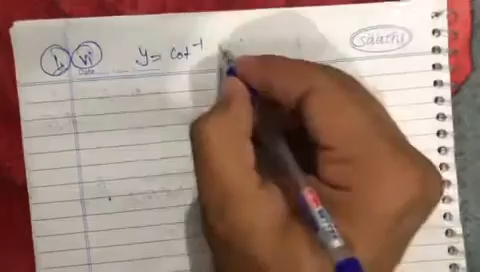 1. vi y = cot⁻¹
Date
saathi